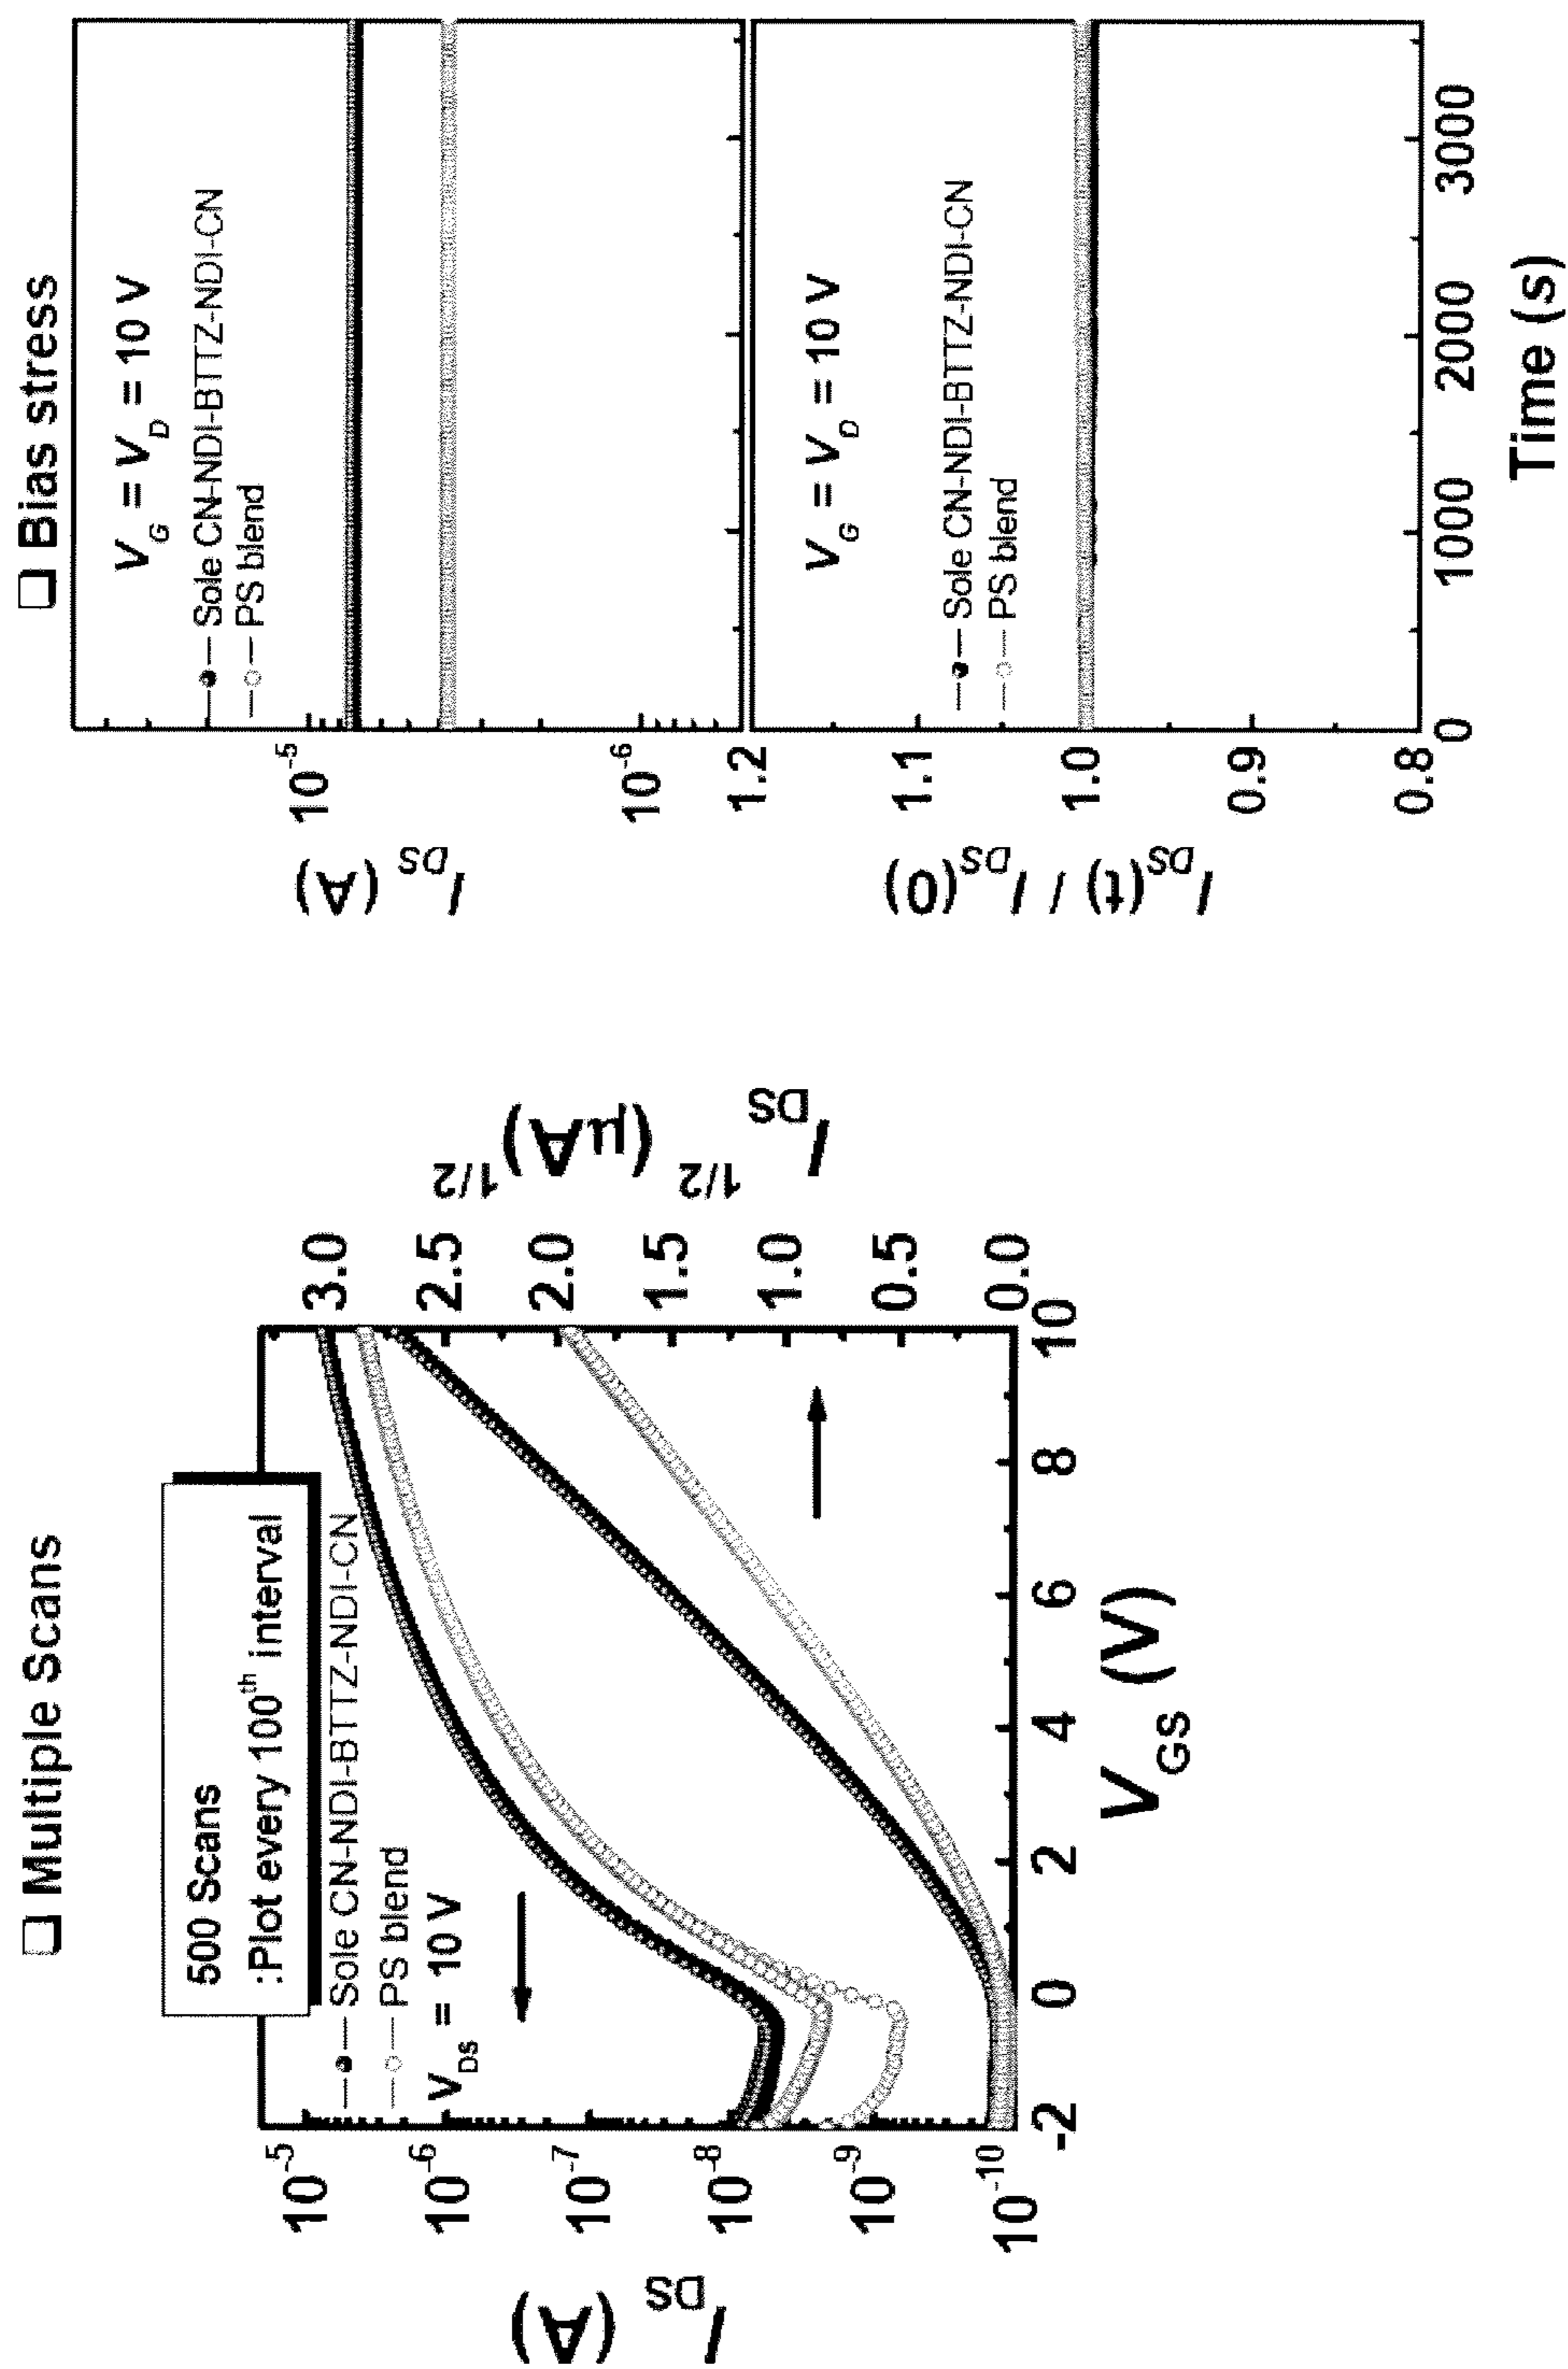 ❑ Multiple Scans
500 Scans
:Plot every 100th interval
Sole CN-NDI-BTTZ-NDI-CN
PS blend
VDS = 10 V
IDS (A)
10-5
10-6
10-7
10-8
10-9
10-10
-2
0
2
4
6
8
10
VGS (V)
3.0
2.5
2.0
1.5
1.0
0.5
0.0
IDS1/2 (μA)1/2
❑ Bias stress
VG = VD = 10 V
Sole CN-NDI-BTTZ-NDI-CN
PS blend
IDS (A)
10-5
10-6
VG = VD = 10 V
Sole CN-NDI-BTTZ-NDI-CN
PS blend
IDS(t) / IDS(0)
1.2
1.1
1.0
0.9
0.8
0
1000
2000
3000
Time (s)